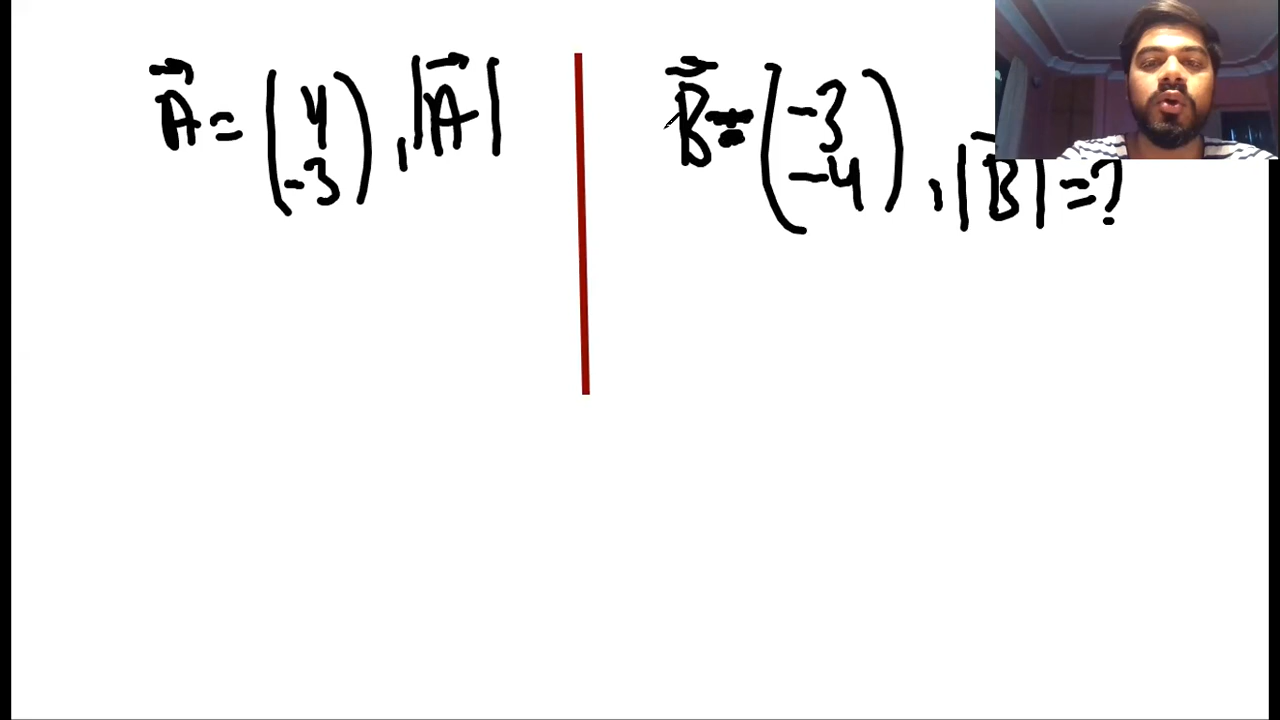 A⃗ = (4 -3), |A⃗|
B⃗ = (-3 -4), |B⃗| = ?